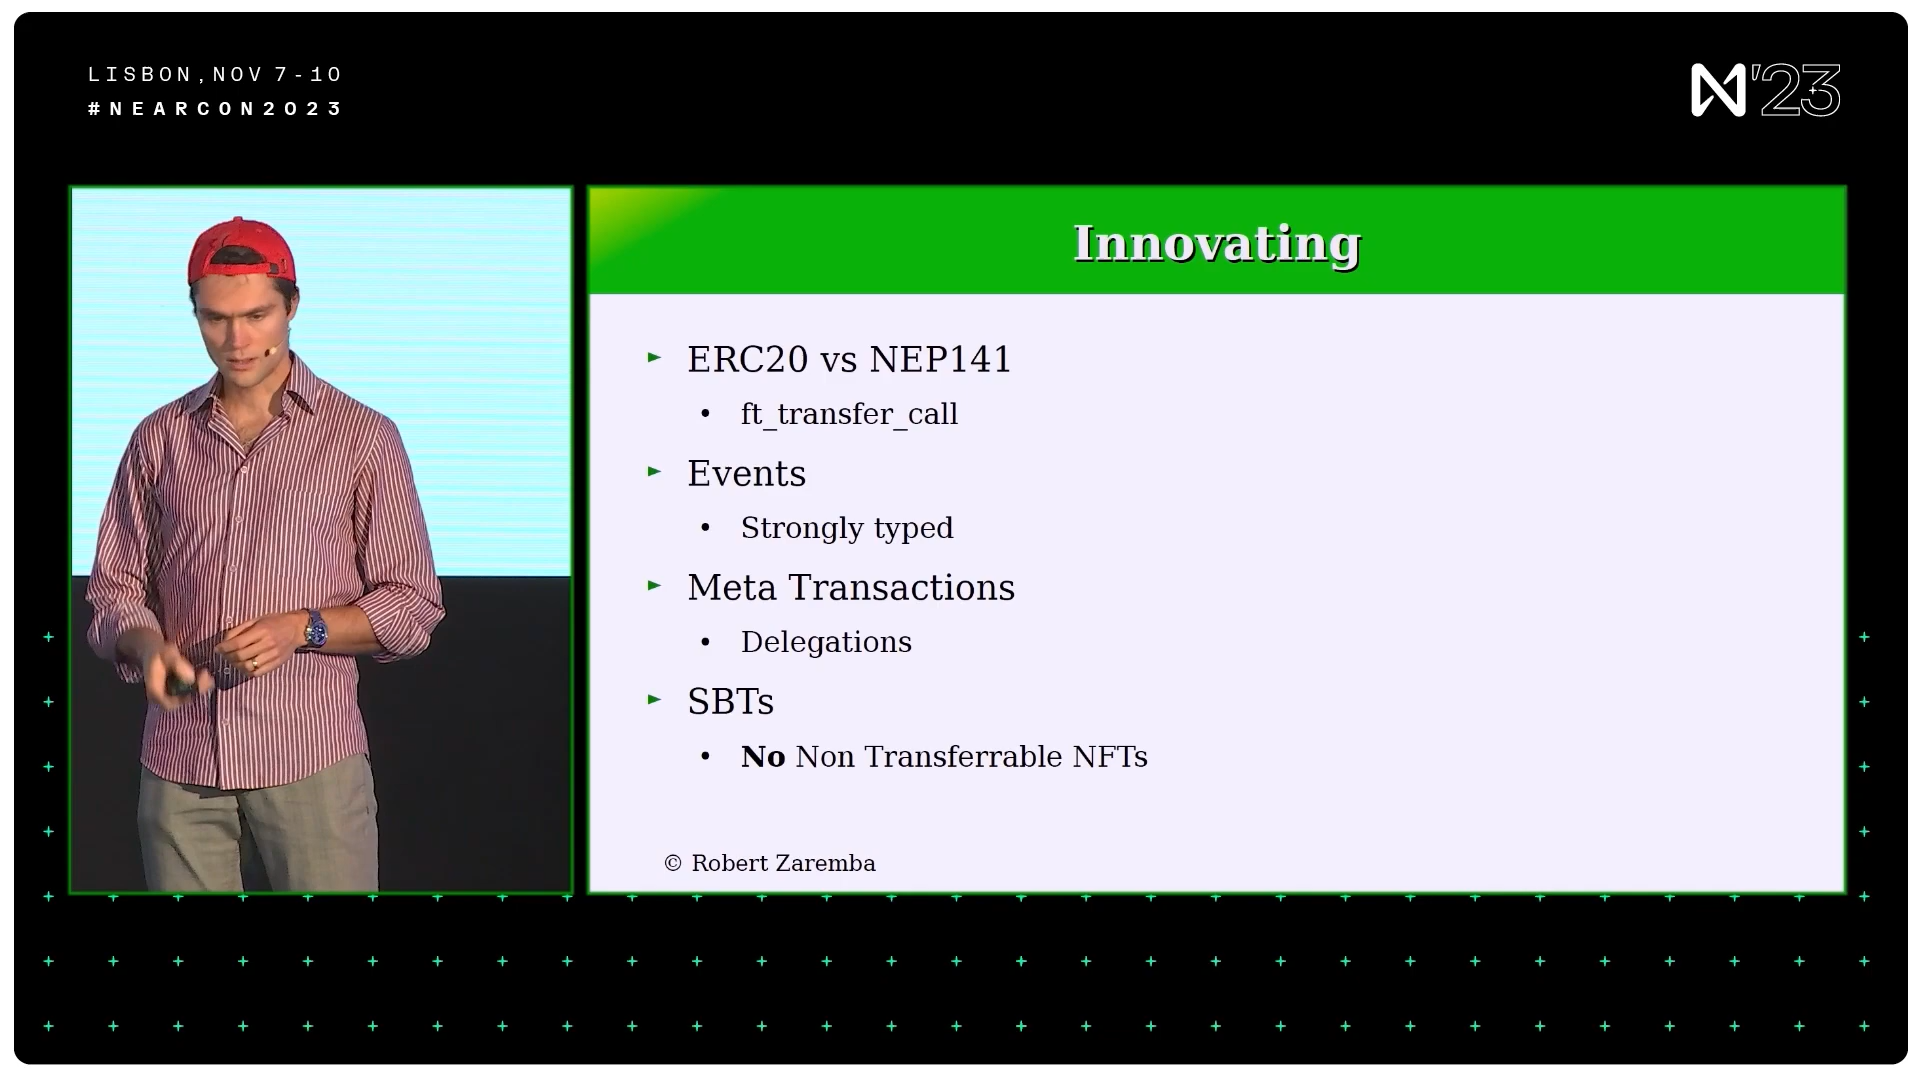 LISBON, NOV 7-10
#NEARCON2023
N'23
Innovating
ERC20 vs NEP141
ft_transfer_call
Events
Strongly typed
Meta Transactions
Delegations
SBTs
No Non Transferrable NFTs
© Robert Zaremba